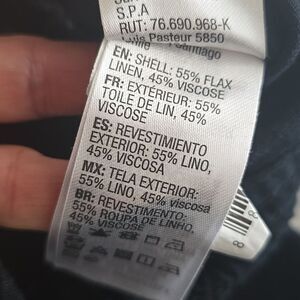 S.P.A
RUT: 76.690.968-K
Luis Pasteur 5850
Santiago
EN: SHELL: 55% FLAX
LINEN, 45% VISCOSE
FR: EXTÉRIEUR: 55%
TOILE DE LIN, 45%
VISCOSE
ES: REVESTIMIENTO
EXTERIOR: 55% LINO,
45% VISCOSA
MX: TELA EXTERIOR:
55% LINO, 45% viscosa
BR: REVESTIMENTO:
55% ROUPA DE LINHO,
45% VISCOSE
8 8